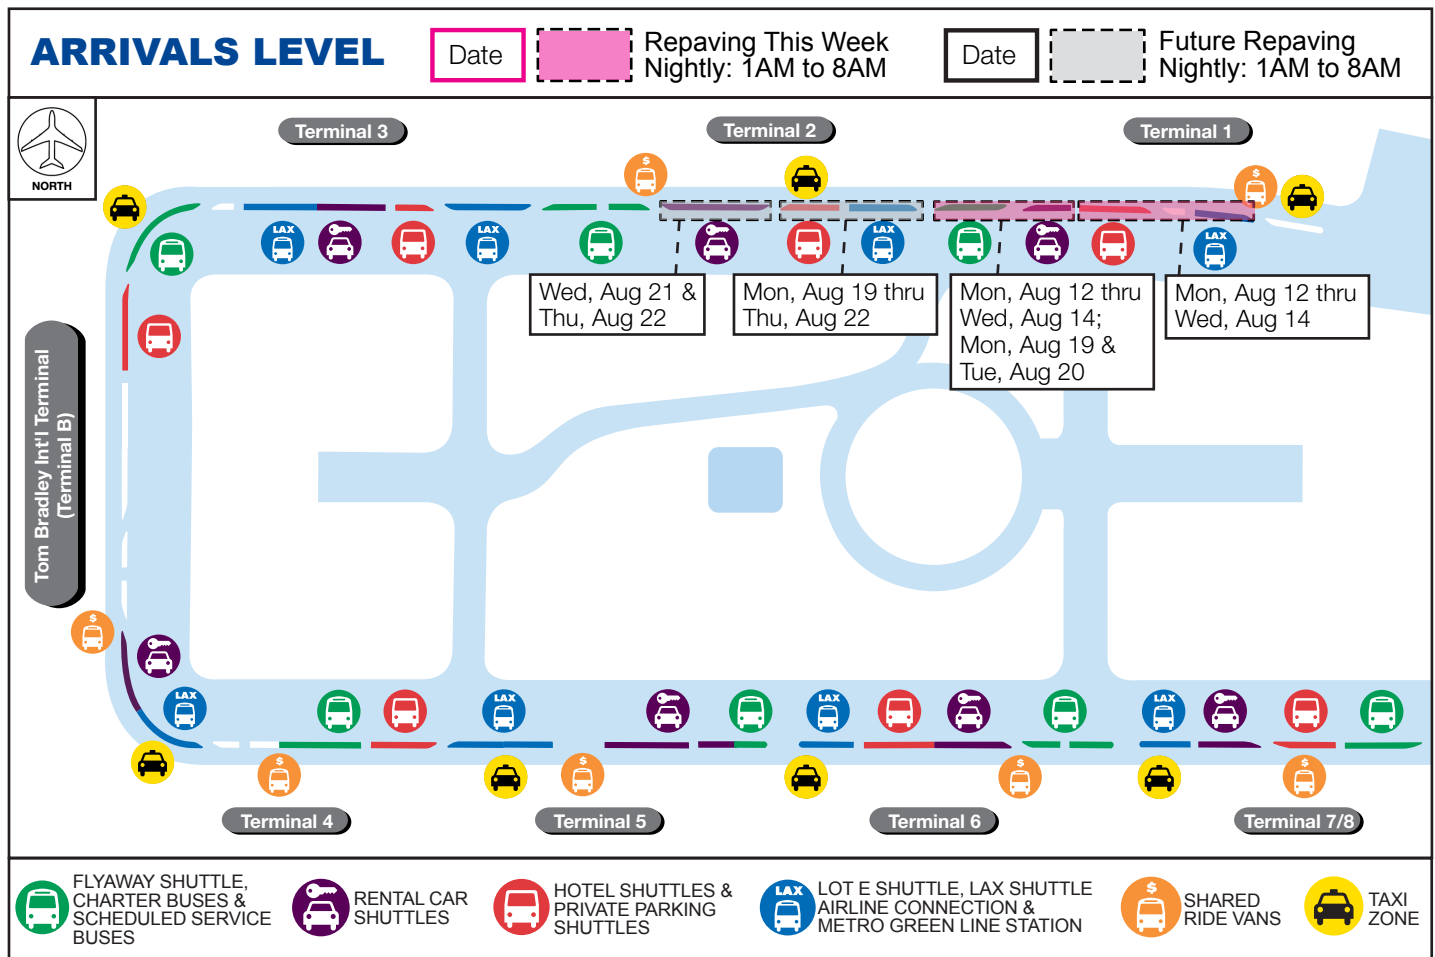 ARRIVALS LEVEL
Date
Repaving This Week
Nightly: 1AM to 8AM
Date
Future Repaving
Nightly: 1AM to 8AM
NORTH
Terminal 3
Terminal 2
Terminal 1
$
$
LAX
LAX
LAX
LAX
Wed, Aug 21 &
Thu, Aug 22
Mon, Aug 19 thru
Thu, Aug 22
Mon, Aug 12 thru
Wed, Aug 14;
Mon, Aug 19 &
Tue, Aug 20
Mon, Aug 12 thru
Wed, Aug 14
Tom Bradley Int'l Terminal
(Terminal B)
$
LAX
LAX
LAX
LAX
$
$
$
$
Terminal 4
Terminal 5
Terminal 6
Terminal 7/8
FLYAWAY SHUTTLE,
CHARTER BUSES &
SCHEDULED SERVICE
BUSES
RENTAL CAR
SHUTTLES
HOTEL SHUTTLES &
PRIVATE PARKING
SHUTTLES
LAX
LOT E SHUTTLE, LAX SHUTTLE
AIRLINE CONNECTION &
METRO GREEN LINE STATION
$
SHARED
RIDE VANS
TAXI
ZONE